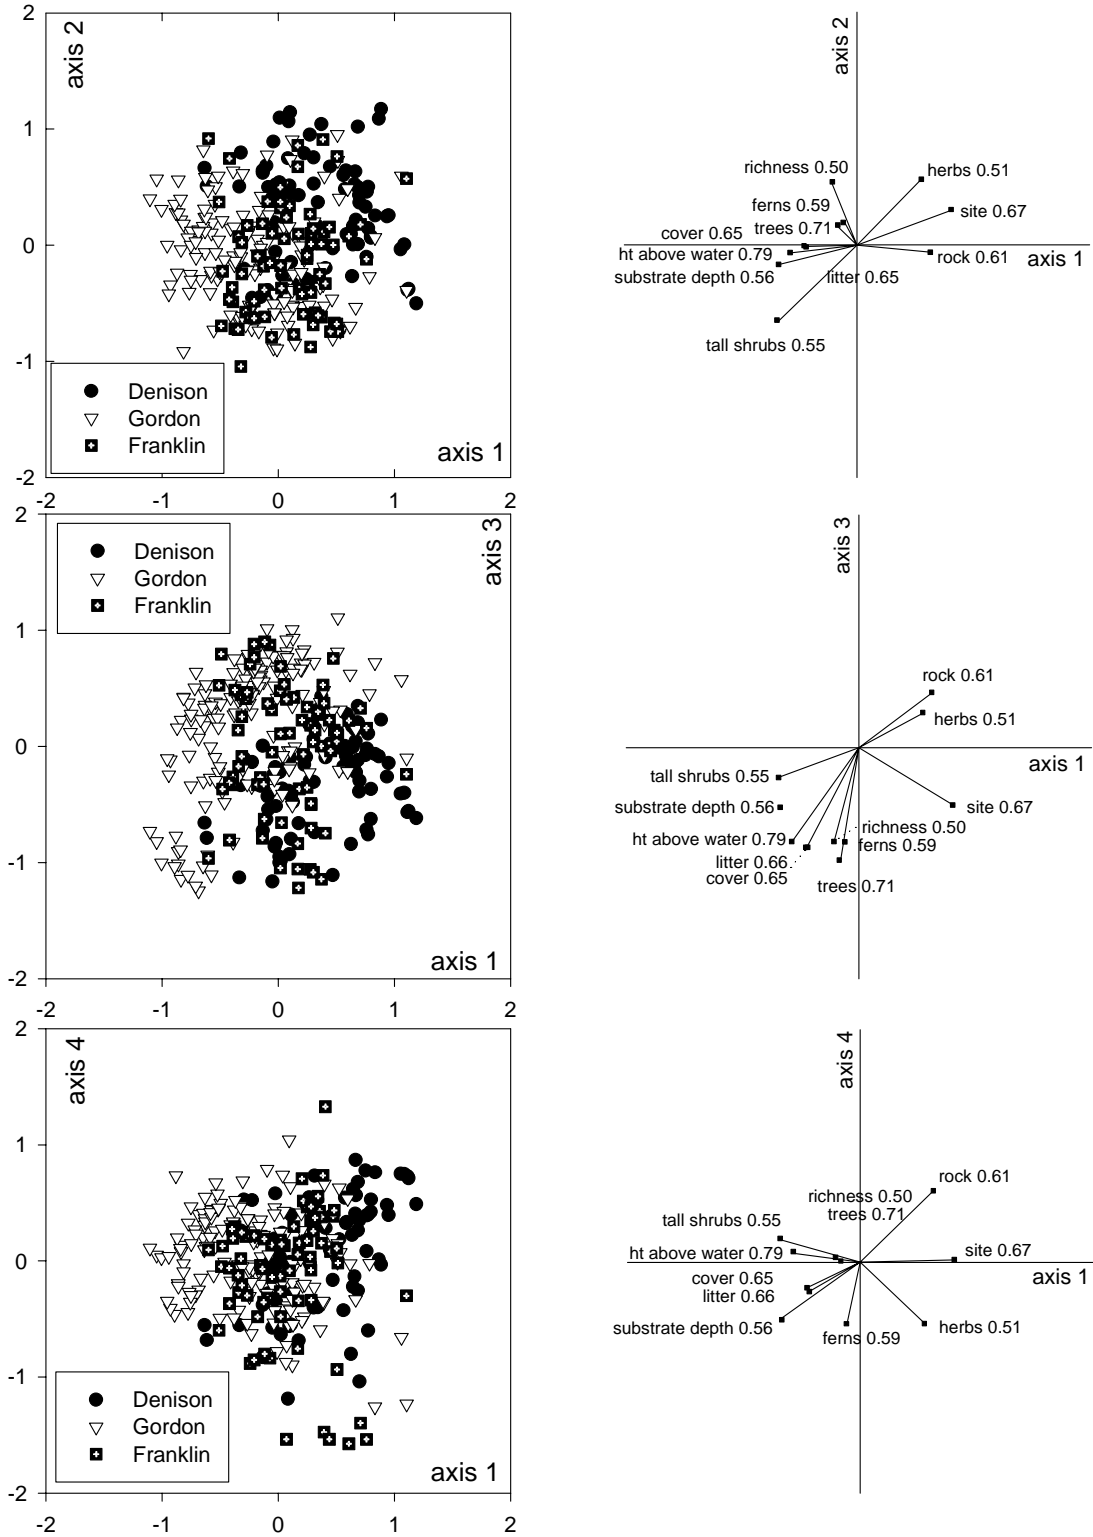 2
axis 2
1
0
-1
-2
Denison
Gordon
Franklin
axis 1
-2 -1 0 1 2
axis 2
richness 0.50
herbs 0.51
ferns 0.59
site 0.67
trees 0.71
cover 0.65
ht above water 0.79
rock 0.61
axis 1
substrate depth 0.56
litter 0.65
tall shrubs 0.55
2
axis 3
1
0
-1
-2
Denison
Gordon
Franklin
axis 1
-2 -1 0 1 2
axis 3
rock 0.61
herbs 0.51
axis 1
tall shrubs 0.55
substrate depth 0.56
site 0.67
richness 0.50
ht above water 0.79
ferns 0.59
litter 0.66
cover 0.65
trees 0.71
2
axis 4
1
0
-1
-2
Denison
Gordon
Franklin
axis 1
-2 -1 0 1 2
axis 4
rock 0.61
richness 0.50
trees 0.71
tall shrubs 0.55
ht above water 0.79
site 0.67
axis 1
cover 0.65
litter 0.66
substrate depth 0.56
ferns 0.59
herbs 0.51